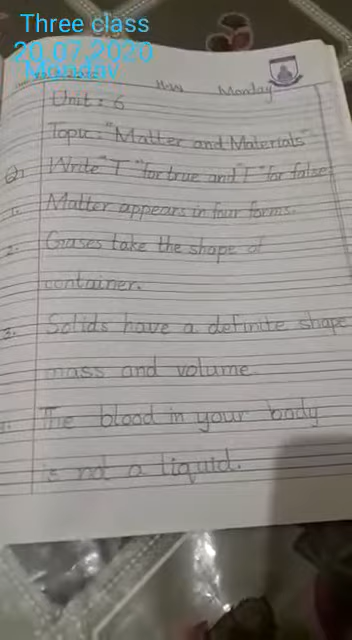 Three class
20.07.2020
Monday
H.W Monday
Unit: 6
Topic: "Matter and Materials"
Q1 Write "T" for true and "F" for false
1. Matter appears in four forms.
2. Gases take the shape of
container.
3. Solids have a definite shape
mass and volume.
The blood in your body
is not a liquid.